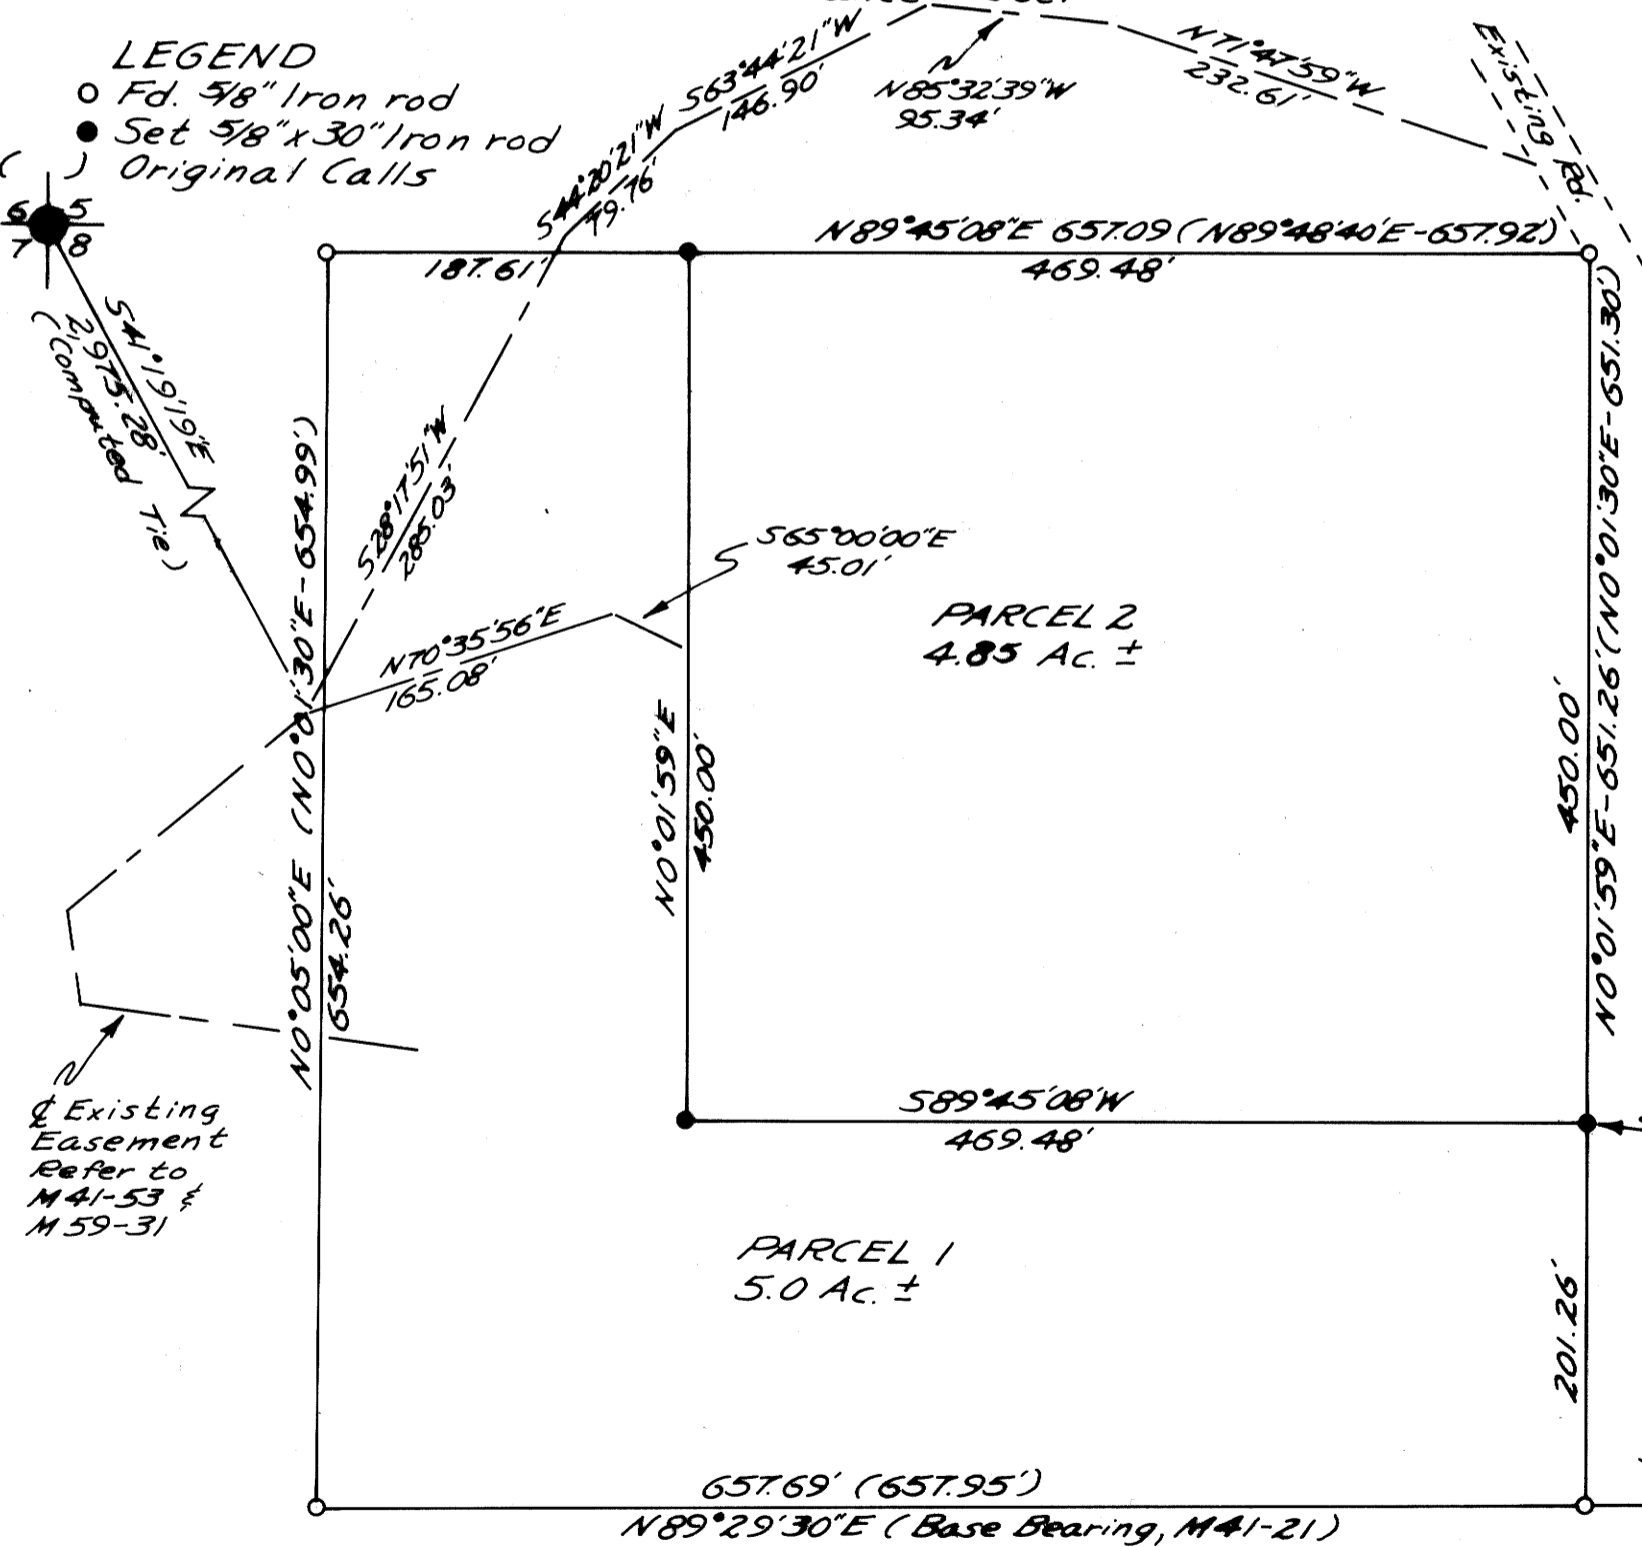 LEGEND
○ Fd. 5/8" Iron rod
● Set 5/8" x 30" Iron rod
( ) Original Calls
6 5
7 8
S41°19'19"E
2,975.28'
(Computed Tie)
S44°20'21"W
79.76'
S63°44'21"W
146.90'
N85°32'39"W
95.34'
N71°47'59"W
232.61'
Existing Rd.
N89°45'08"E 657.09 (N89°48'40"E-657.92)
187.61'
469.48'
S28°17'51"W
285.03'
S65°00'00"E
45.01'
N70°35'56"E
165.08'
PARCEL 2
4.85 Ac. ±
N0°05'00"E (N0°01'30"E-654.99')
654.26'
N0°01'59"E
450.00'
450.00'
N0°01'59"E-651.26' (N0°01'30"E-651.30')
℄ Existing
Easement
Refer to
M41-53 &
M59-31
S89°45'08"W
469.48'
PARCEL 1
5.0 Ac. ±
201.26'
657.69' (657.95')
N89°29'30"E (Base Bearing, M41-21)